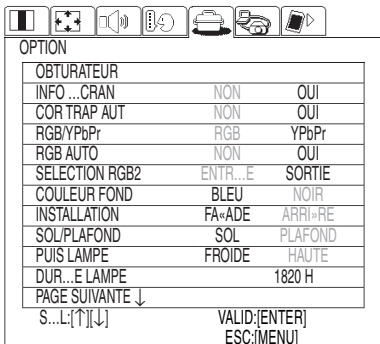 OPTION
OBTURATEUR
INFO ...CRAN NON OUI
COR TRAP AUT NON OUI
RGB/YPbPr RGB YPbPr
RGB AUTO NON OUI
SELECTION RGB2 ENTR...E SORTIE
COULEUR FOND BLEU NOIR
INSTALLATION FA«ADE ARRI»RE
SOL/PLAFOND SOL PLAFOND
PUIS LAMPE FROIDE HAUTE
DUR...E LAMPE 1820 H
PAGE SUIVANTE ↓
S...L:[↑][↓] VALID:[ENTER]
ESC:[MENU]